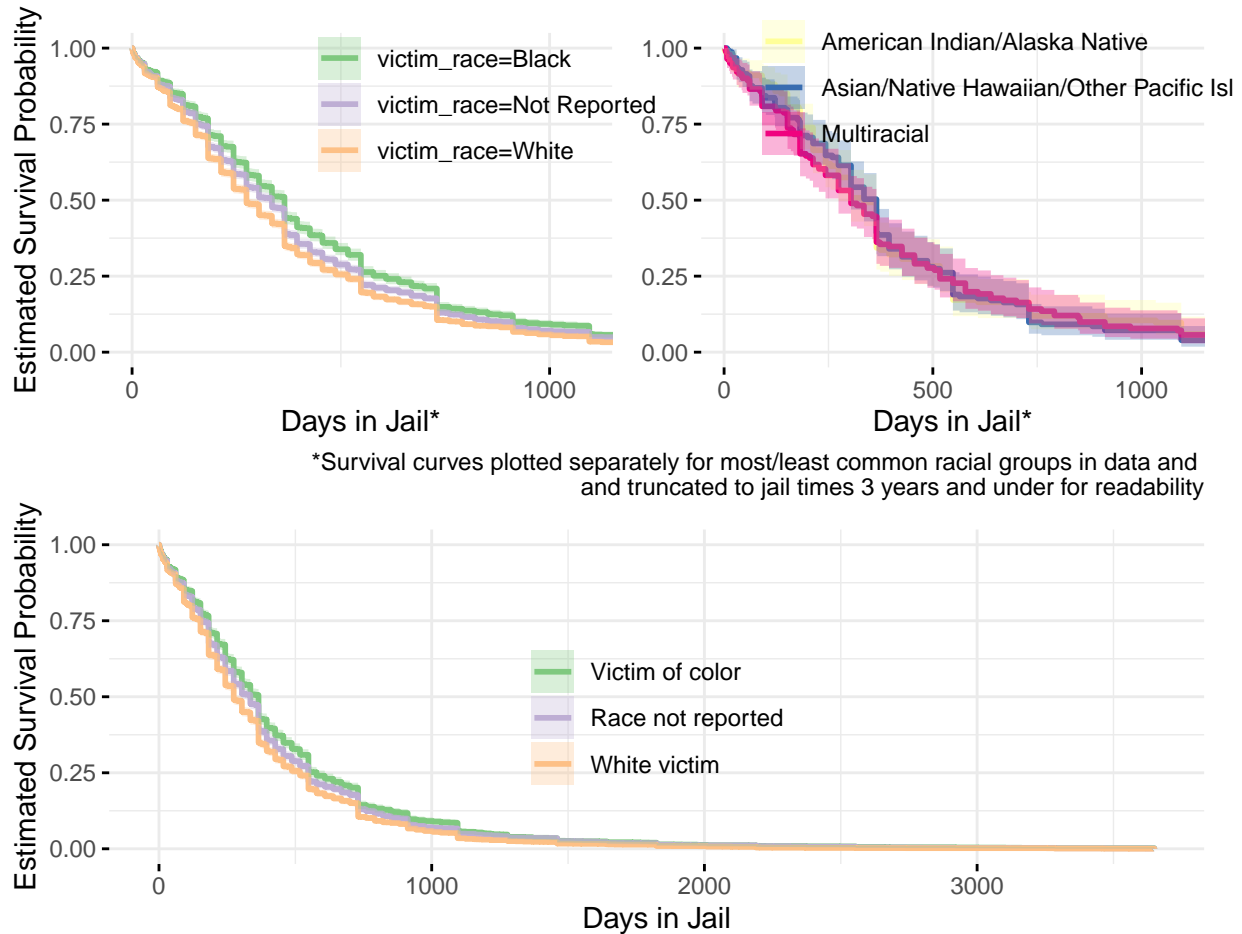 Estimated Survival Probability
1.00
0.75
0.50
0.25
0.00
0
1000
Days in Jail*
victim_race=Black
victim_race=Not Reported
victim_race=White
1.00
0.75
0.50
0.25
0.00
0
500
1000
Days in Jail*
American Indian/Alaska Native
Asian/Native Hawaiian/Other Pacific Isl
Multiracial
*Survival curves plotted separately for most/least common racial groups in data and
and truncated to jail times 3 years and under for readability
Estimated Survival Probability
1.00
0.75
0.50
0.25
0.00
0
1000
2000
3000
Days in Jail
Victim of color
Race not reported
White victim